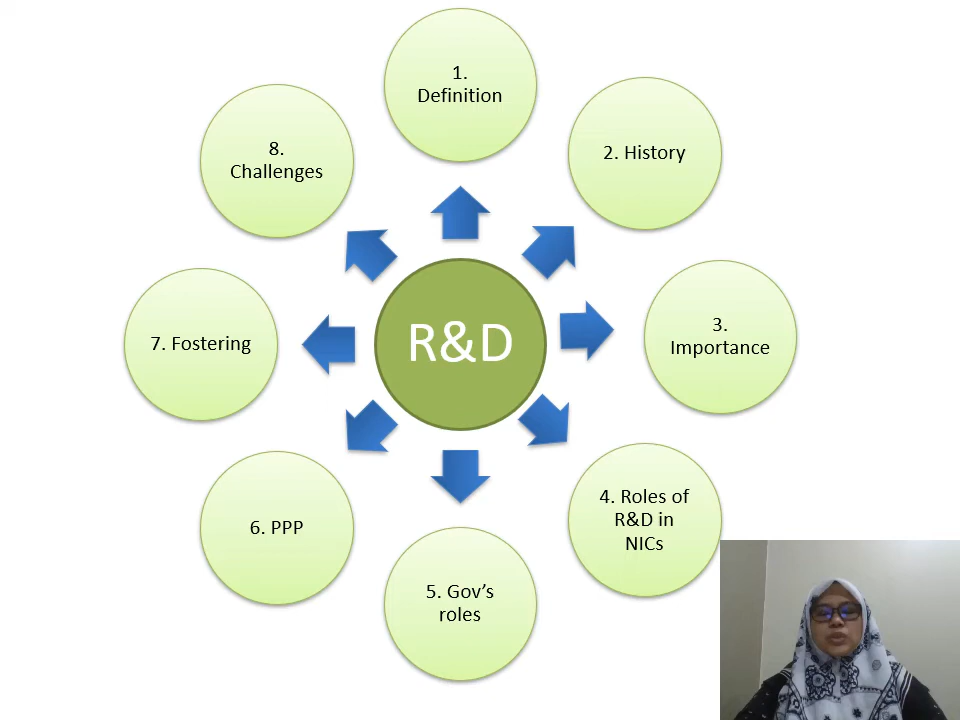 1.
Definition
2. History
3.
Importance
4. Roles of
R&D in
NICs
5. Gov’s
roles
6. PPP
7. Fostering
8.
Challenges
R&D